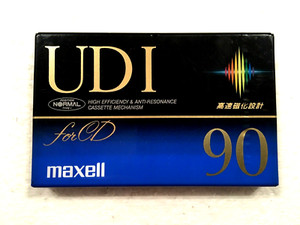 UD I
NORMAL
HIGH EFFICIENCY & ANTI-RESONANCE
CASSETTE MECHANISM
高速磁化設計
for CD
maxell
90